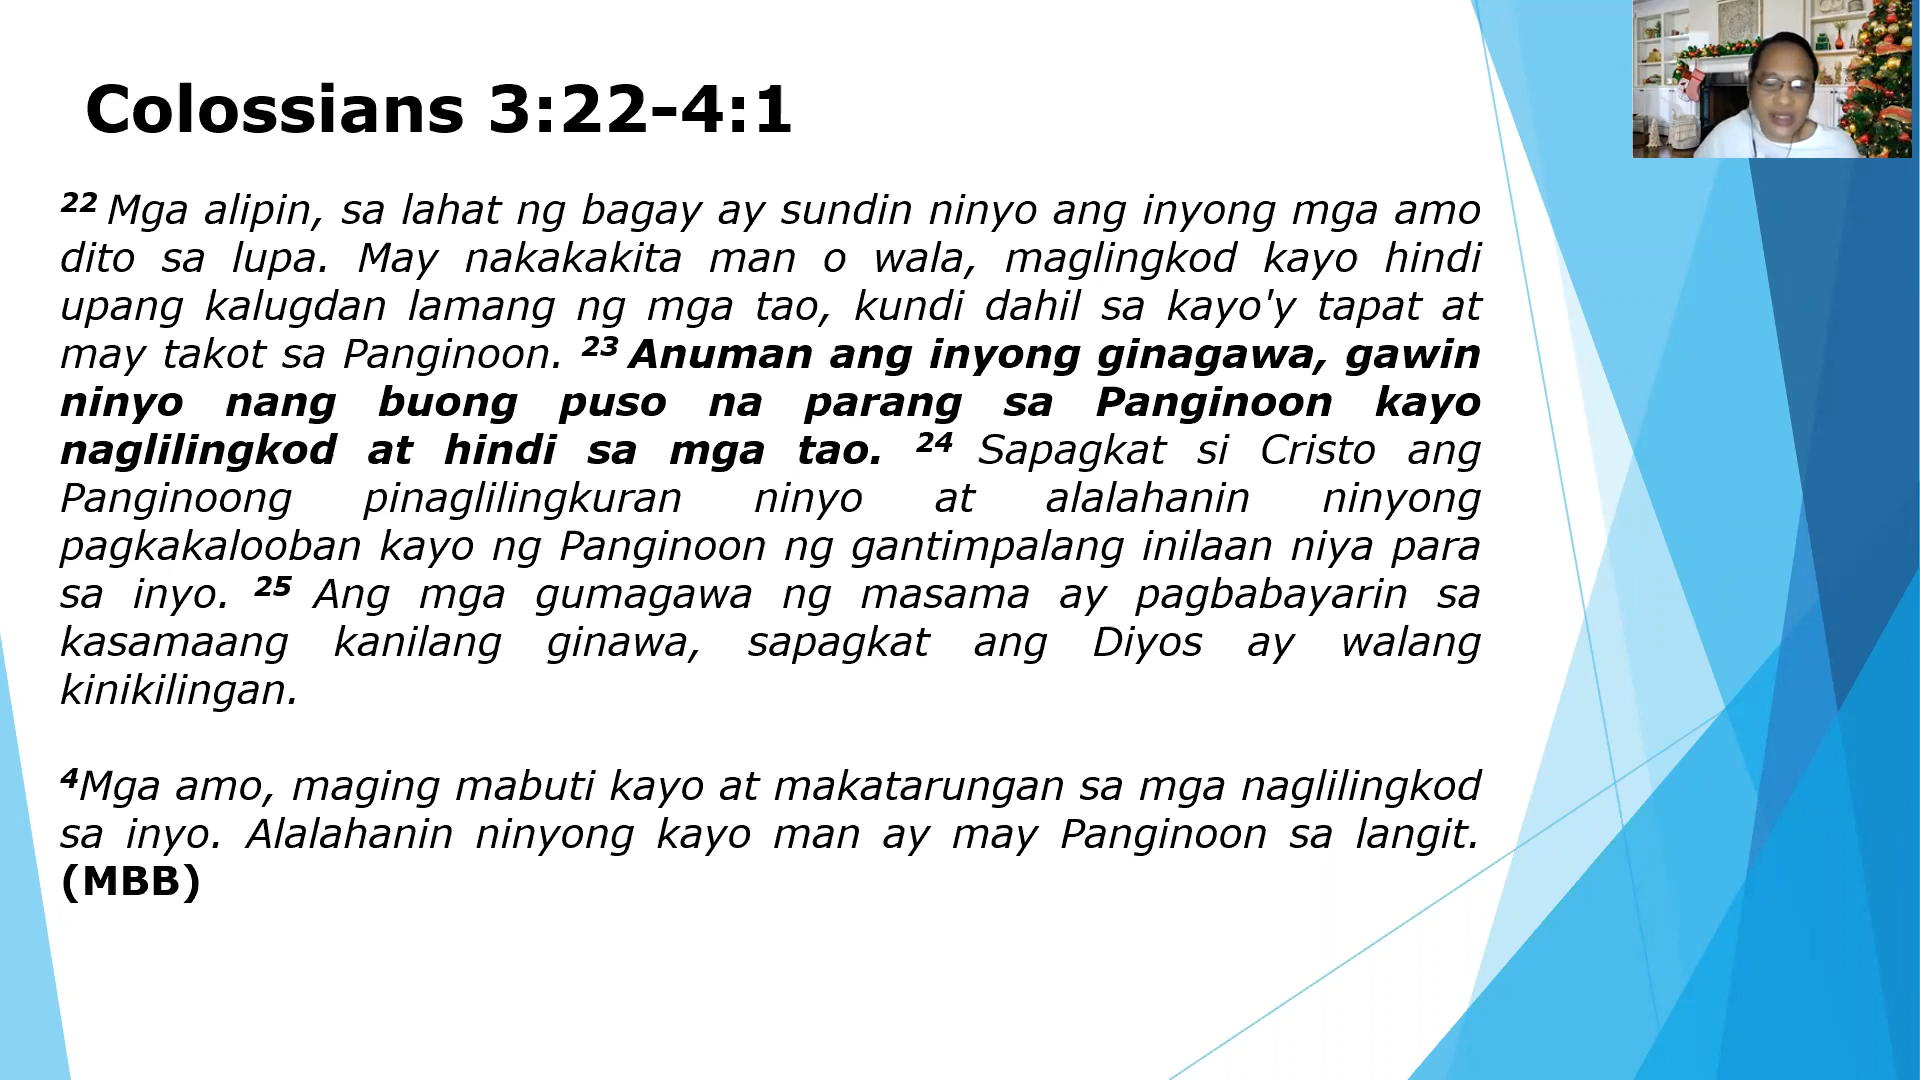 Colossians 3:22-4:1
22 Mga alipin, sa lahat ng bagay ay sundin ninyo ang inyong mga amo
dito sa lupa. May nakakakita man o wala, maglingkod kayo hindi
upang kalugdan lamang ng mga tao, kundi dahil sa kayo'y tapat at
may takot sa Panginoon. 23 Anuman ang inyong ginagawa, gawin
ninyo nang buong puso na parang sa Panginoon kayo
naglilingkod at hindi sa mga tao. 24 Sapagkat si Cristo ang
Panginoong pinaglilingkuran ninyo at alalahanin ninyong
pagkakalooban kayo ng Panginoon ng gantimpalang inilaan niya para
sa inyo. 25 Ang mga gumagawa ng masama ay pagbabayarin sa
kasamaang kanilang ginawa, sapagkat ang Diyos ay walang
kinikilingan.
4Mga amo, maging mabuti kayo at makatarungan sa mga naglilingkod
sa inyo. Alalahanin ninyong kayo man ay may Panginoon sa langit.
(MBB)